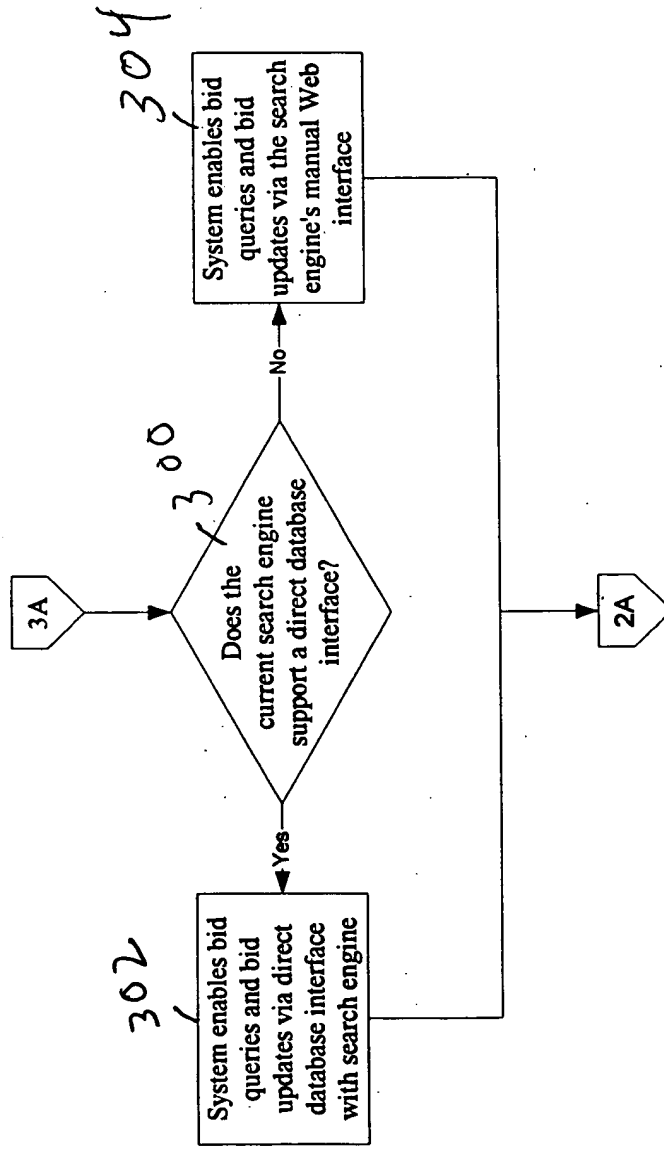 3A
300
Does the
current search engine
support a direct database
interface?
Yes
No
302
System enables bid
queries and bid
updates via direct
database interface
with search engine
304
System enables bid
queries and bid
updates via the search
engine's manual Web
interface
2A